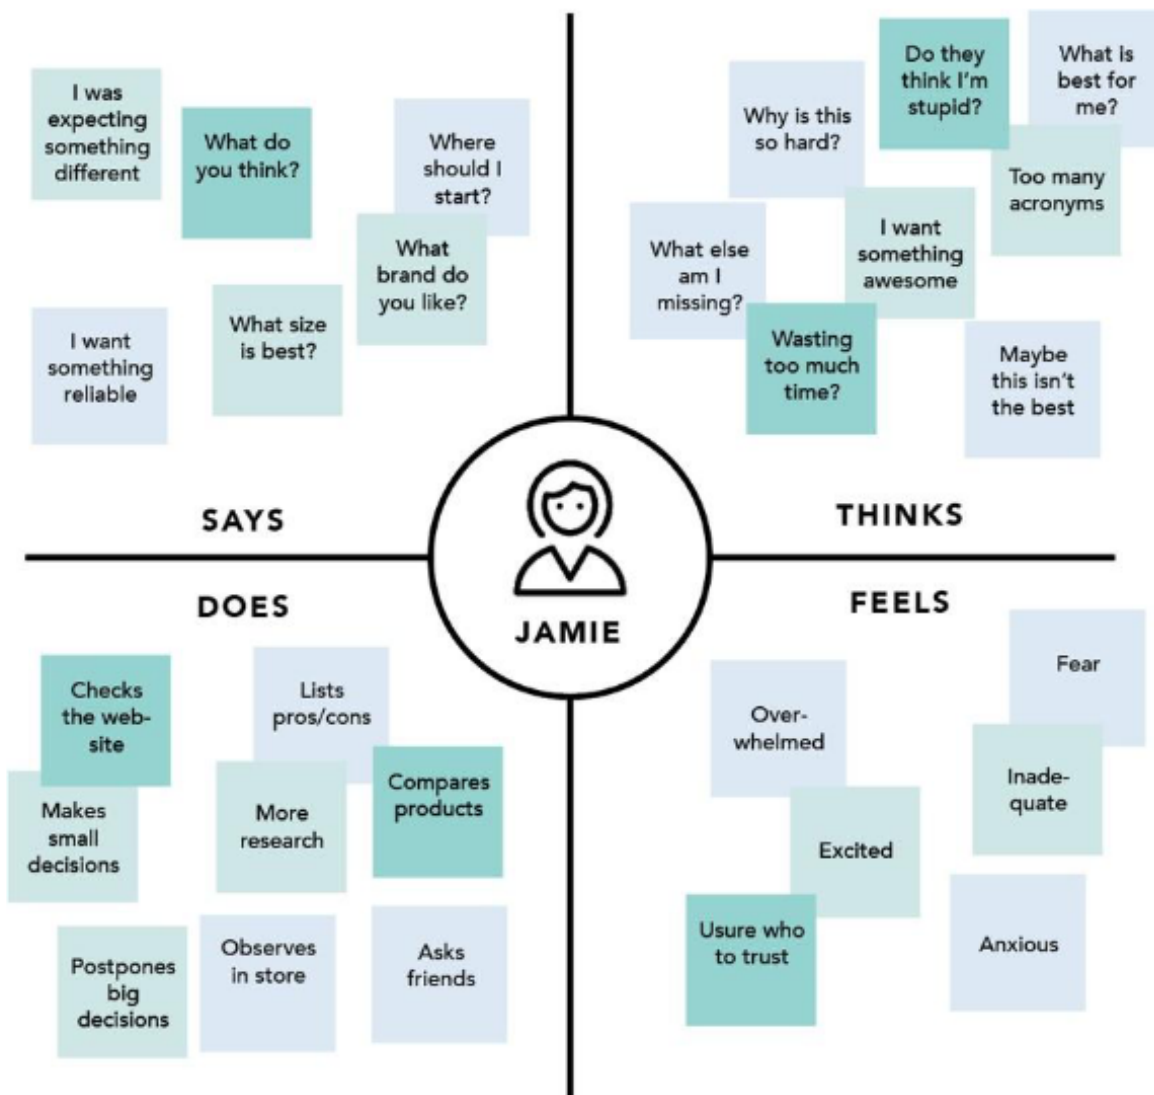 I was
expecting
something
different
What do
you think?
Where
should I
start?
What
brand do
you like?
What size
is best?
I want
something
reliable
SAYS
Do they
think I'm
stupid?
What is
best for
me?
Why is this
so hard?
Too many
acronyms
I want
something
awesome
What else
am I
missing?
Wasting
too much
time?
Maybe
this isn't
the best
THINKS
JAMIE
DOES
Checks
the web-
site
Lists
pros/cons
Compares
products
Makes
small
decisions
More
research
Postpones
big
decisions
Observes
in store
Asks
friends
FEELS
Fear
Over-
whelmed
Inade-
quate
Excited
Usure who
to trust
Anxious